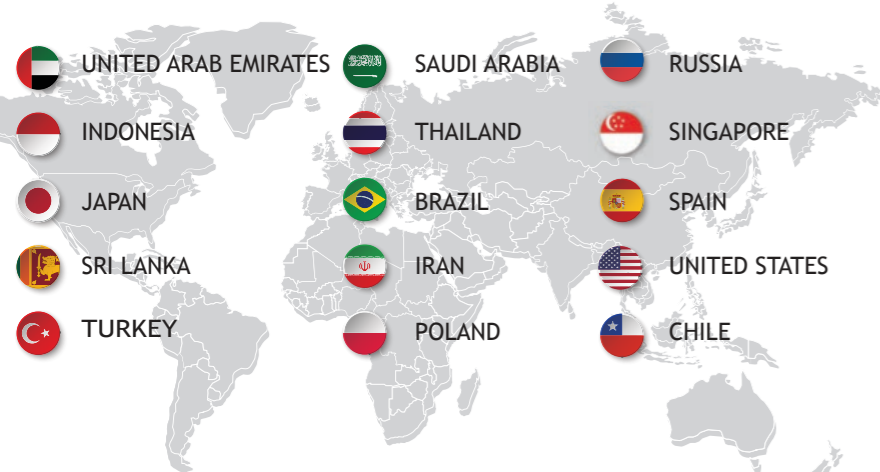 UNITED ARAB EMIRATES
INDONESIA
JAPAN
SRI LANKA
TURKEY
SAUDI ARABIA
THAILAND
BRAZIL
IRAN
POLAND
RUSSIA
SINGAPORE
SPAIN
UNITED STATES
CHILE